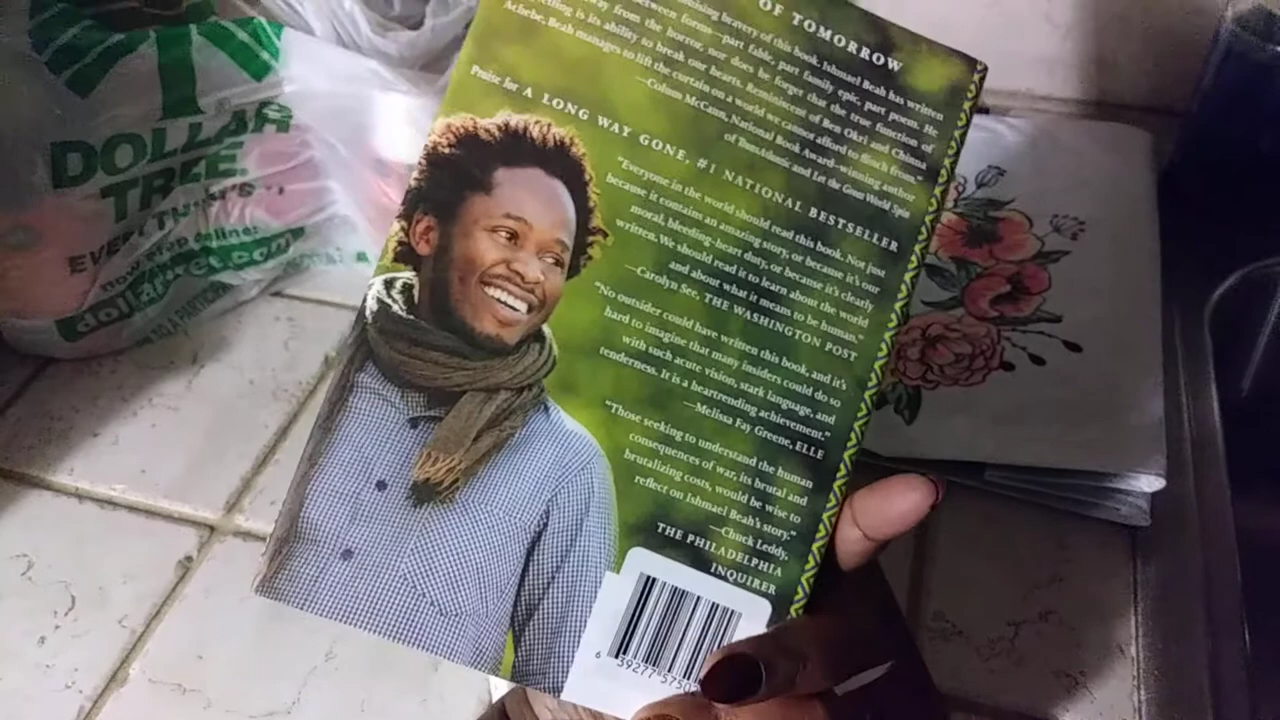 DOLLAR
TREE
now shop online:
dollartree.com
OF TOMORROW
bravery of this book. Ishmael Beah has written
between forms—part fable, part family epic, part poem. He
away from the horror, nor does he forget that the true function of
is its ability to break our hearts. Reminiscent of Ben Okri and Chinua
Achebe, Beah manages to lift the curtain on a world we cannot afford to flinch from."
—Colum McCann, National Book Award–winning author
of TransAtlantic and Let the Great World Spin
Praise for A LONG WAY GONE, #1 NATIONAL BESTSELLER
"Everyone in the world should read this book. Not just
because it contains an amazing story, or because it's our
moral, bleeding-heart duty, or because it's clearly
written. We should read it to learn about the world
and about what it means to be human."
—Carolyn See, THE WASHINGTON POST
"No outsider could have written this book, and it's
hard to imagine that many insiders could do so
with such acute vision, stark language, and
tenderness. It is a heartrending achievement."
—Melissa Fay Greene, ELLE
"Those seeking to understand the human
consequences of war, its brutal and
brutalizing costs, would be wise to
reflect on Ishmael Beah's story."
—Chuck Leddy,
THE PHILADELPHIA
INQUIRER
6 39277 57502